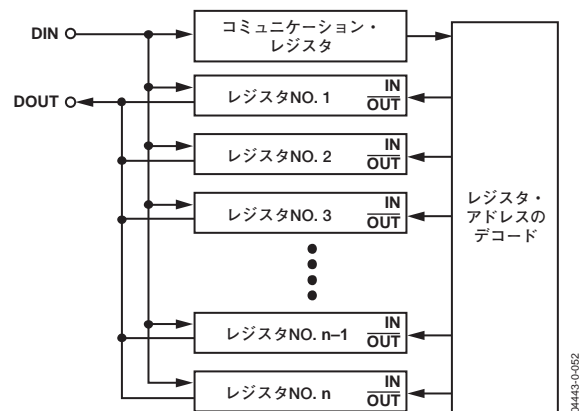 DIN
コミュニケーション・
レジスタ
DOUT
レジスタNO. 1
IN
OUT
レジスタNO. 2
IN
OUT
レジスタNO. 3
IN
OUT
レジスタ・
アドレスの
デコード
レジスタNO. n–1
IN
OUT
レジスタNO. n
IN
OUT
04443-0-052